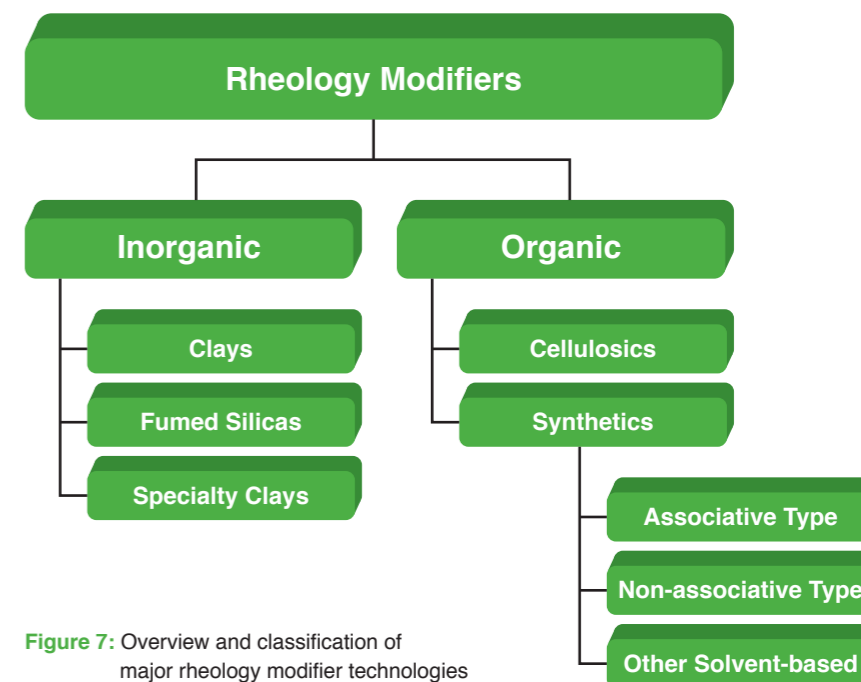 Rheology Modifiers
Inorganic
Clays
Fumed Silicas
Specialty Clays
Organic
Cellulosics
Synthetics
Associative Type
Non-associative Type
Other Solvent-based
Figure 7: Overview and classification of
major rheology modifier technologies